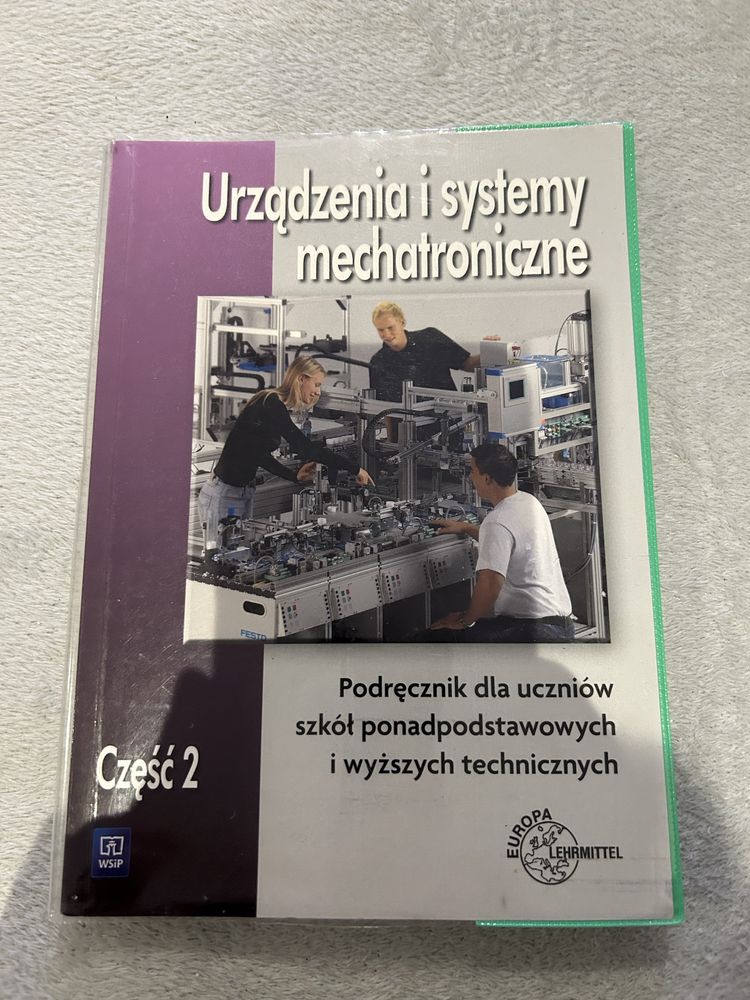 Urządzenia i systemy
mechatroniczne
FESTO
Podręcznik dla uczniów
szkół ponadpodstawowych
i wyższych technicznych
Część 2
WSiP
EUROPA
LEHRMITTEL